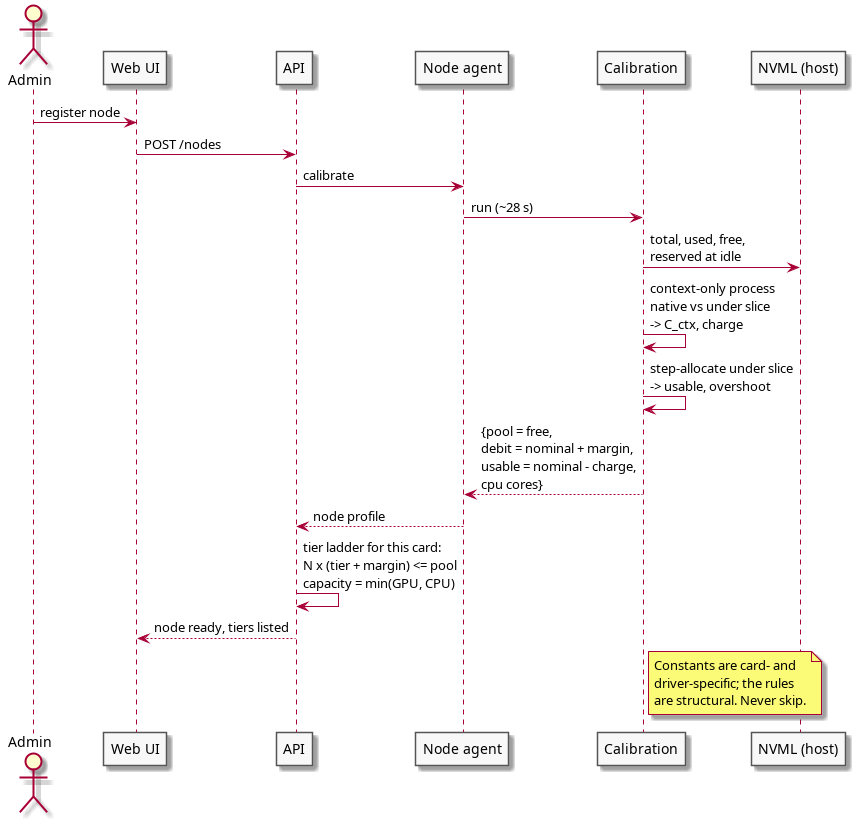 Admin
Web UI
API
Node agent
Calibration
NVML (host)
register node
POST /nodes
calibrate
run (~28 s)
total, used, free,
reserved at idle
context-only process
native vs under slice
-> C_ctx, charge
step-allocate under slice
-> usable, overshoot
{pool = free,
debit = nominal + margin,
usable = nominal - charge,
cpu cores}
node profile
tier ladder for this card:
N x (tier + margin) <= pool
capacity = min(GPU, CPU)
node ready, tiers listed
Constants are card- and
driver-specific; the rules
are structural. Never skip.
Admin
Web UI
API
Node agent
Calibration
NVML (host)